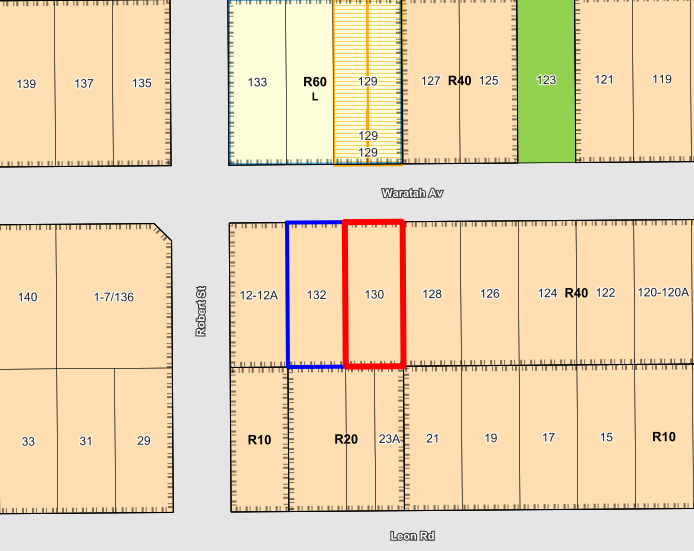 139 137 135 133 R60 129 127 R40 125 123 121 119
L
129
129
Waratah Av
140 1-7/136 12-12A 132 130 128 126 124 R40 122 120-120A
Robert St
33 31 29 R10 R20 23A 21 19 17 15 R10
Leon Rd